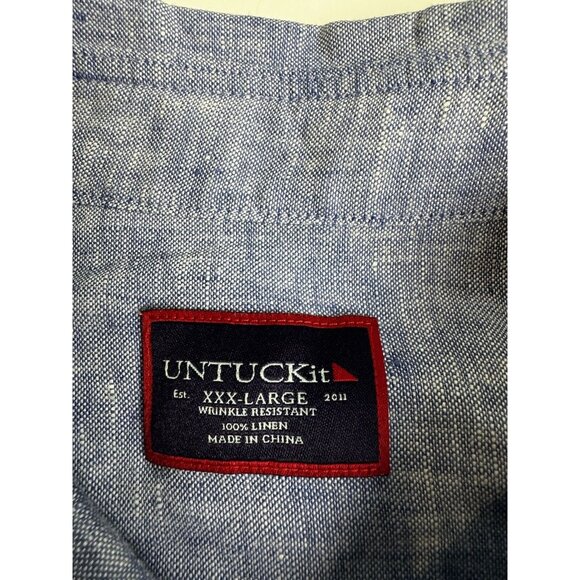 UNTUCKit
Est. XXX-LARGE 2011
WRINKLE RESISTANT
100% LINEN
MADE IN CHINA